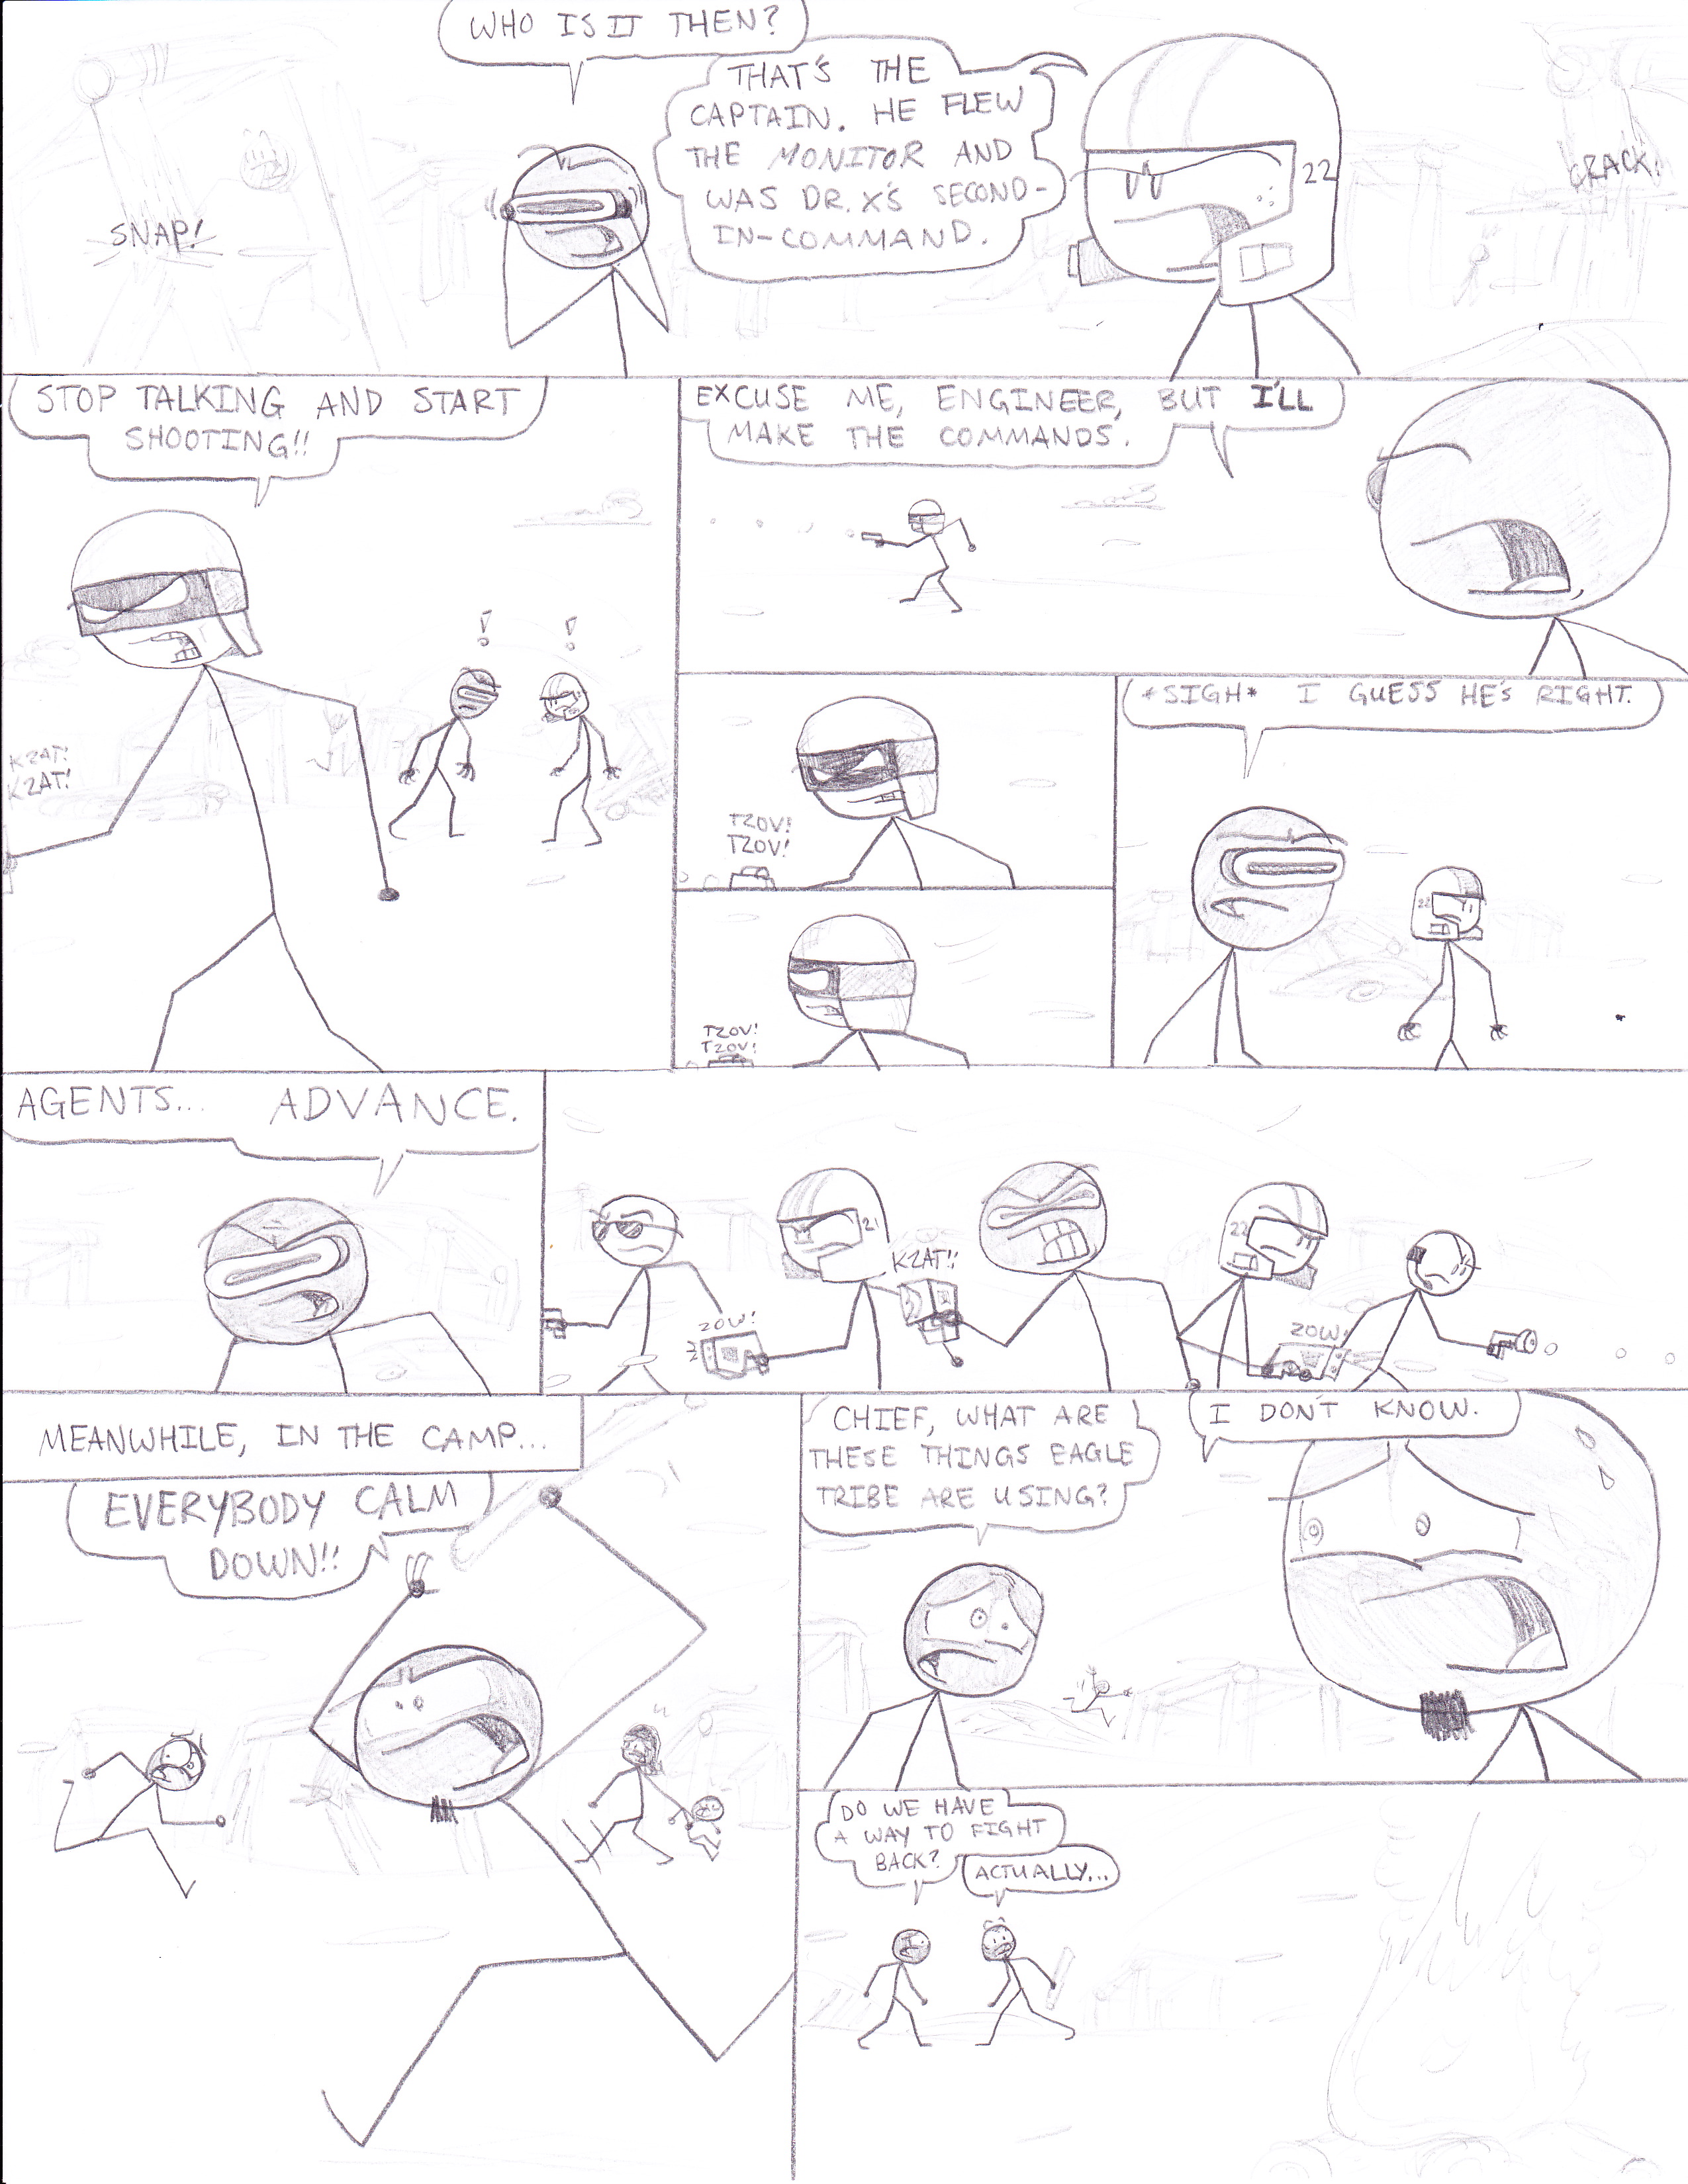 WHO IS IT THEN?
THAT'S THE
CAPTAIN. HE FLEW
THE MONITOR AND
WAS DR. X'S SECOND-
IN-COMMAND.
22
SNAP!
CRACK!
STOP TALKING AND START
SHOOTING!!
!
!
KZAT!
KZAT!
EXCUSE ME, ENGINEER, BUT I'LL
MAKE THE COMMANDS.
TZOV!
TZOV!
TZOV!
TZOV!
*SIGH* I GUESS HE'S RIGHT.
22
AGENTS... ADVANCE.
21
KZAT!!
ZOW!
22
ZOW!
MEANWHILE, IN THE CAMP...
EVERYBODY CALM
DOWN!!
CHIEF, WHAT ARE
THESE THINGS EAGLE
TRIBE ARE USING?
I DON'T KNOW.
DO WE HAVE
A WAY TO FIGHT
BACK?
ACTUALLY...